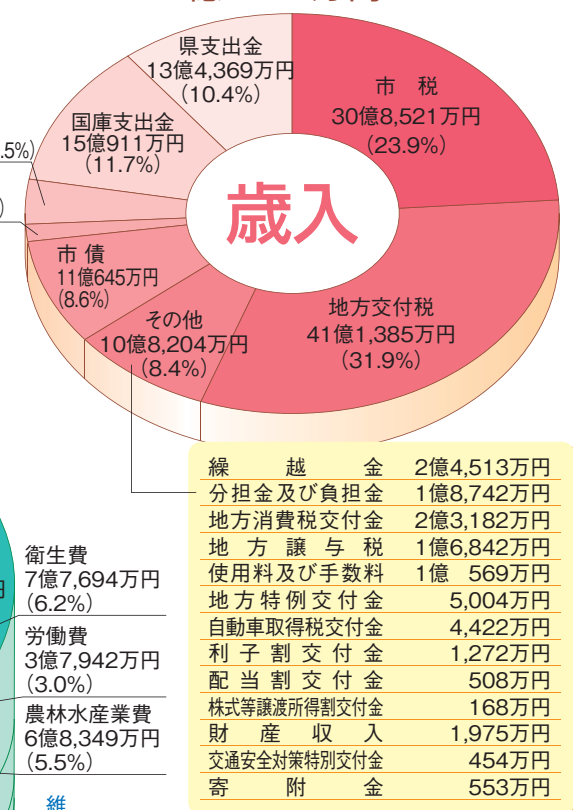 県支出金
13億4,369万円
(10.4%)
市 税
30億8,521万円
(23.9%)
国庫支出金
15億911万円
(11.7%)
.5%)
歳入
市 債
11億645万円
(8.6%)
その他
10億8,204万円
(8.4%)
地方交付税
41億1,385万円
(31.9%)
繰越金 2億4,513万円
分担金及び負担金 1億8,742万円
地方消費税交付金 2億3,182万円
地方譲与税 1億6,842万円
使用料及び手数料 1億 569万円
地方特例交付金 5,004万円
自動車取得税交付金 4,422万円
利子割交付金 1,272万円
配当割交付金 508万円
株式等譲渡所得割交付金 168万円
財産収入 1,975万円
交通安全対策特別交付金 454万円
寄附金 553万円
衛生費
7億7,694万円
(6.2%)
労働費
3億7,942万円
(3.0%)
農林水産業費
6億8,349万円
(5.5%)
維